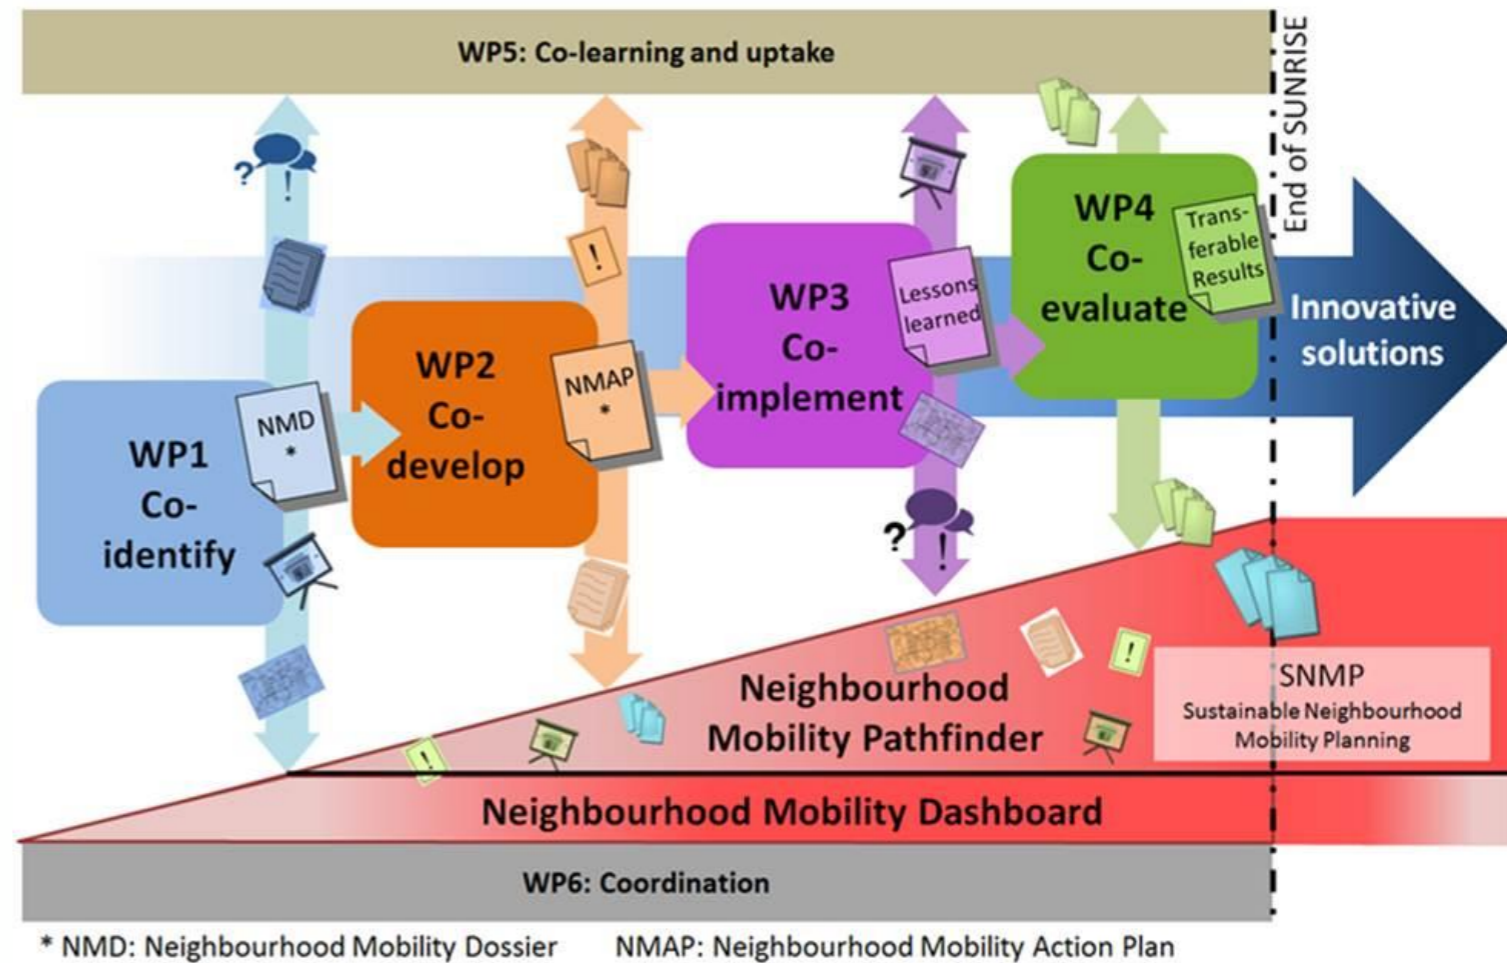 WP5: Co-learning and uptake
End of SUNRISE
?
!
!
WP1
Co-
identify
NMD
*
WP2
Co-
develop
NMAP
*
WP3
Co-
implement
Lessons
learned
WP4
Co-
evaluate
Trans-
ferable
Results
Innovative
solutions
?
!
!
!
Neighbourhood
Mobility Pathfinder
SNMP
Sustainable Neighbourhood
Mobility Planning
Neighbourhood Mobility Dashboard
WP6: Coordination
* NMD: Neighbourhood Mobility Dossier NMAP: Neighbourhood Mobility Action Plan